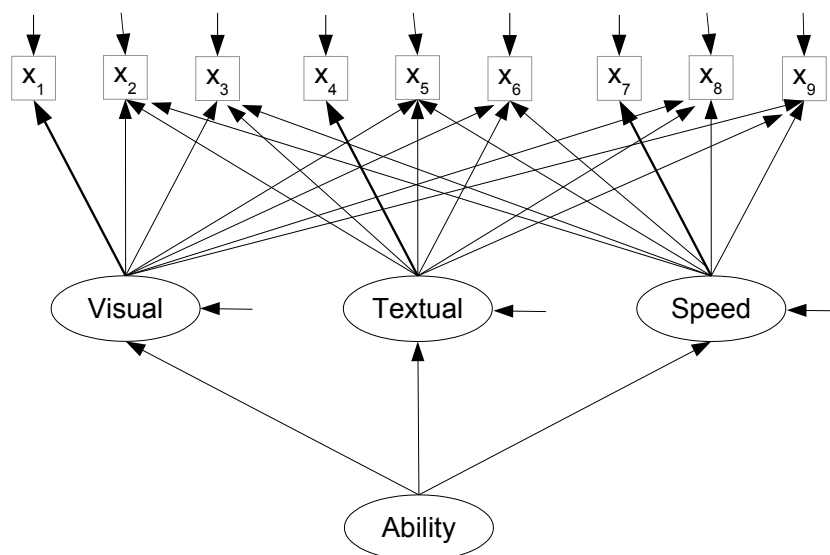 x₁ x₂ x₃ x₄ x₅ x₆ x₇ x₈ x₉
Visual Textual Speed
Ability